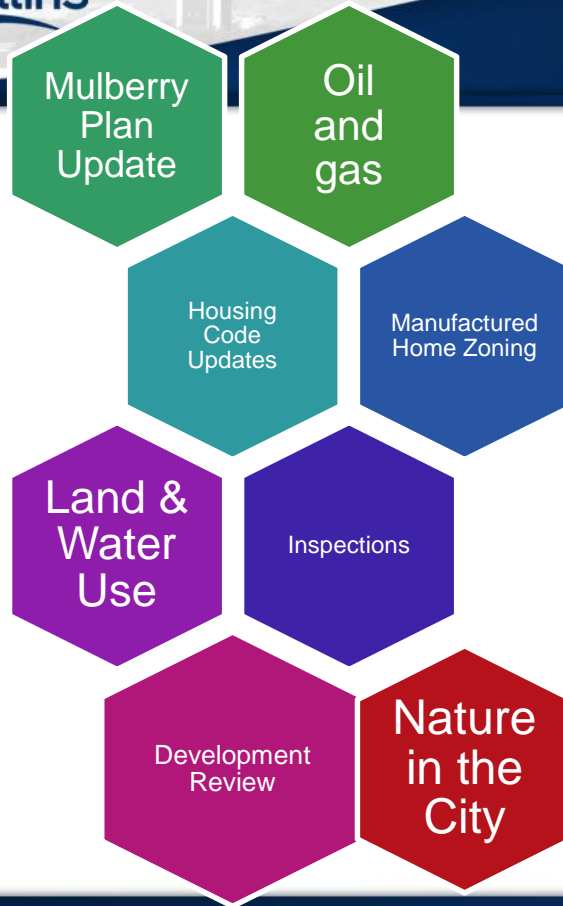 Mulberry
Plan
Update
Oil
and
gas
Housing
Code
Updates
Manufactured
Home Zoning
Land &
Water
Use
Inspections
Development
Review
Nature
in the
City